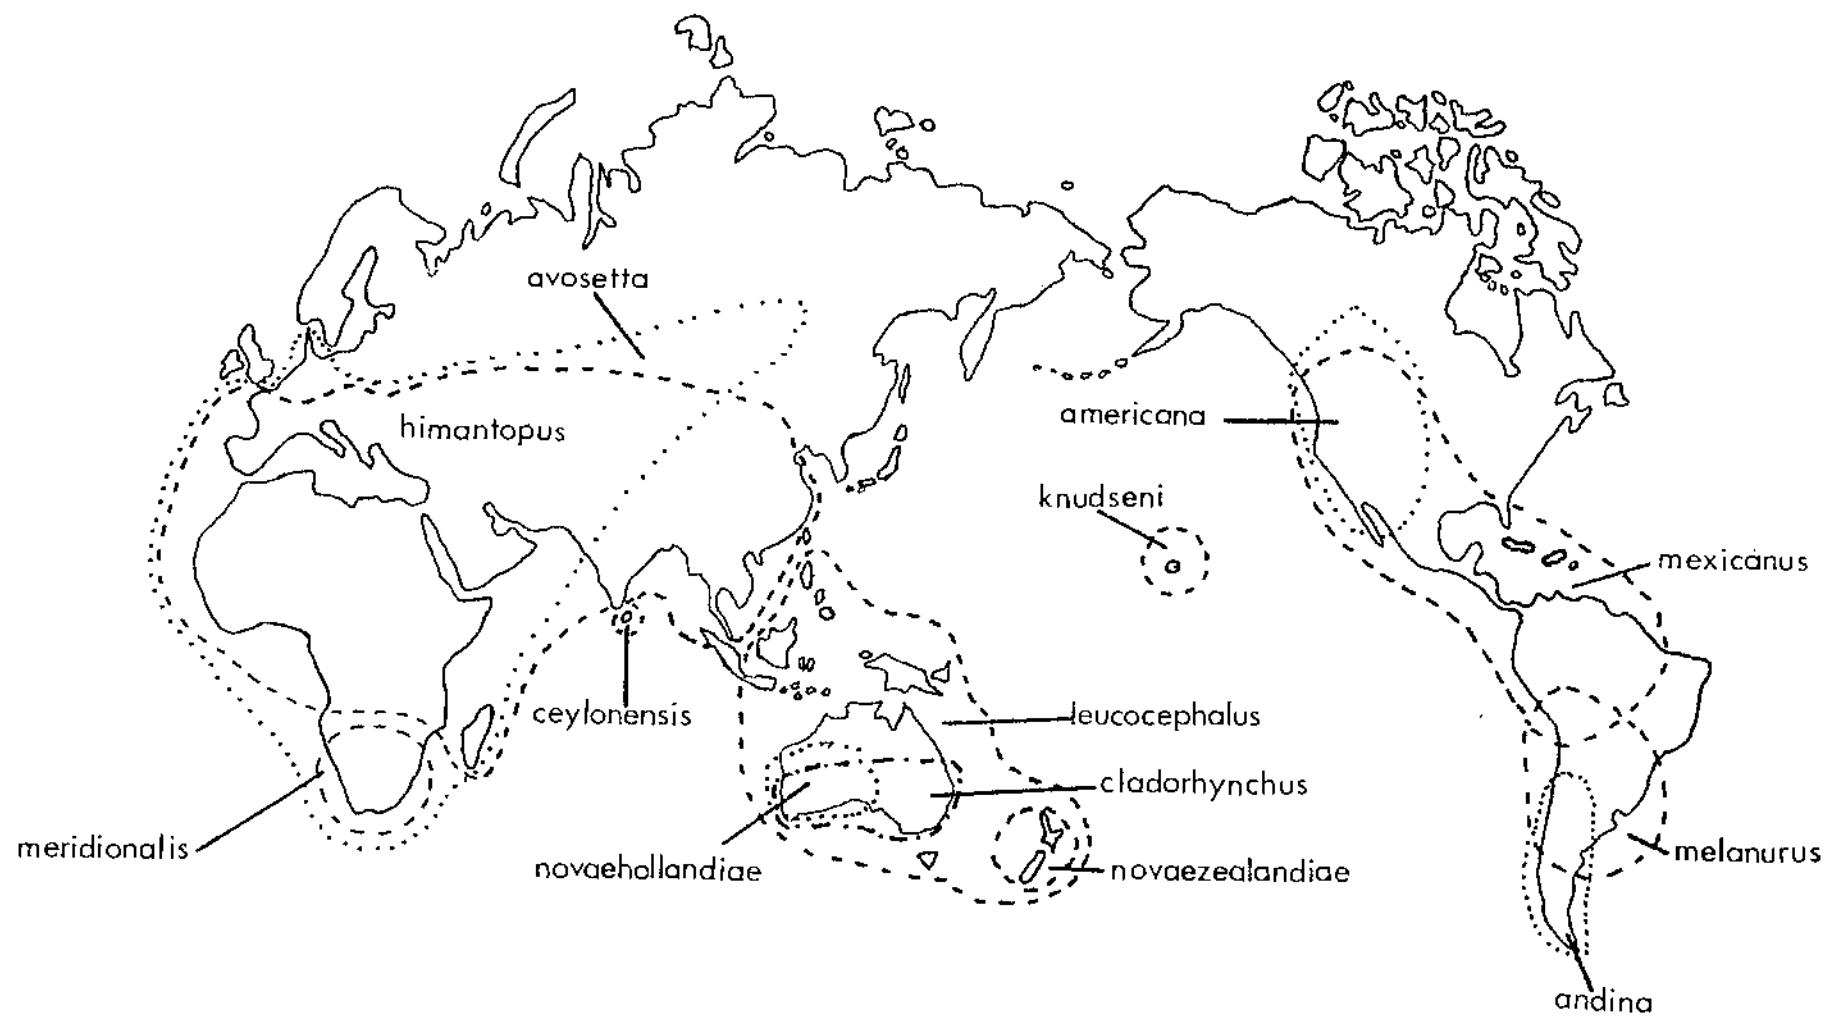 avosetta
himantopus
americana
knudseni
mexicanus
ceylonensis
leucocephalus
cladorhynchus
meridionalis
novaehollandiae
novaezealandiae
melanurus
andina